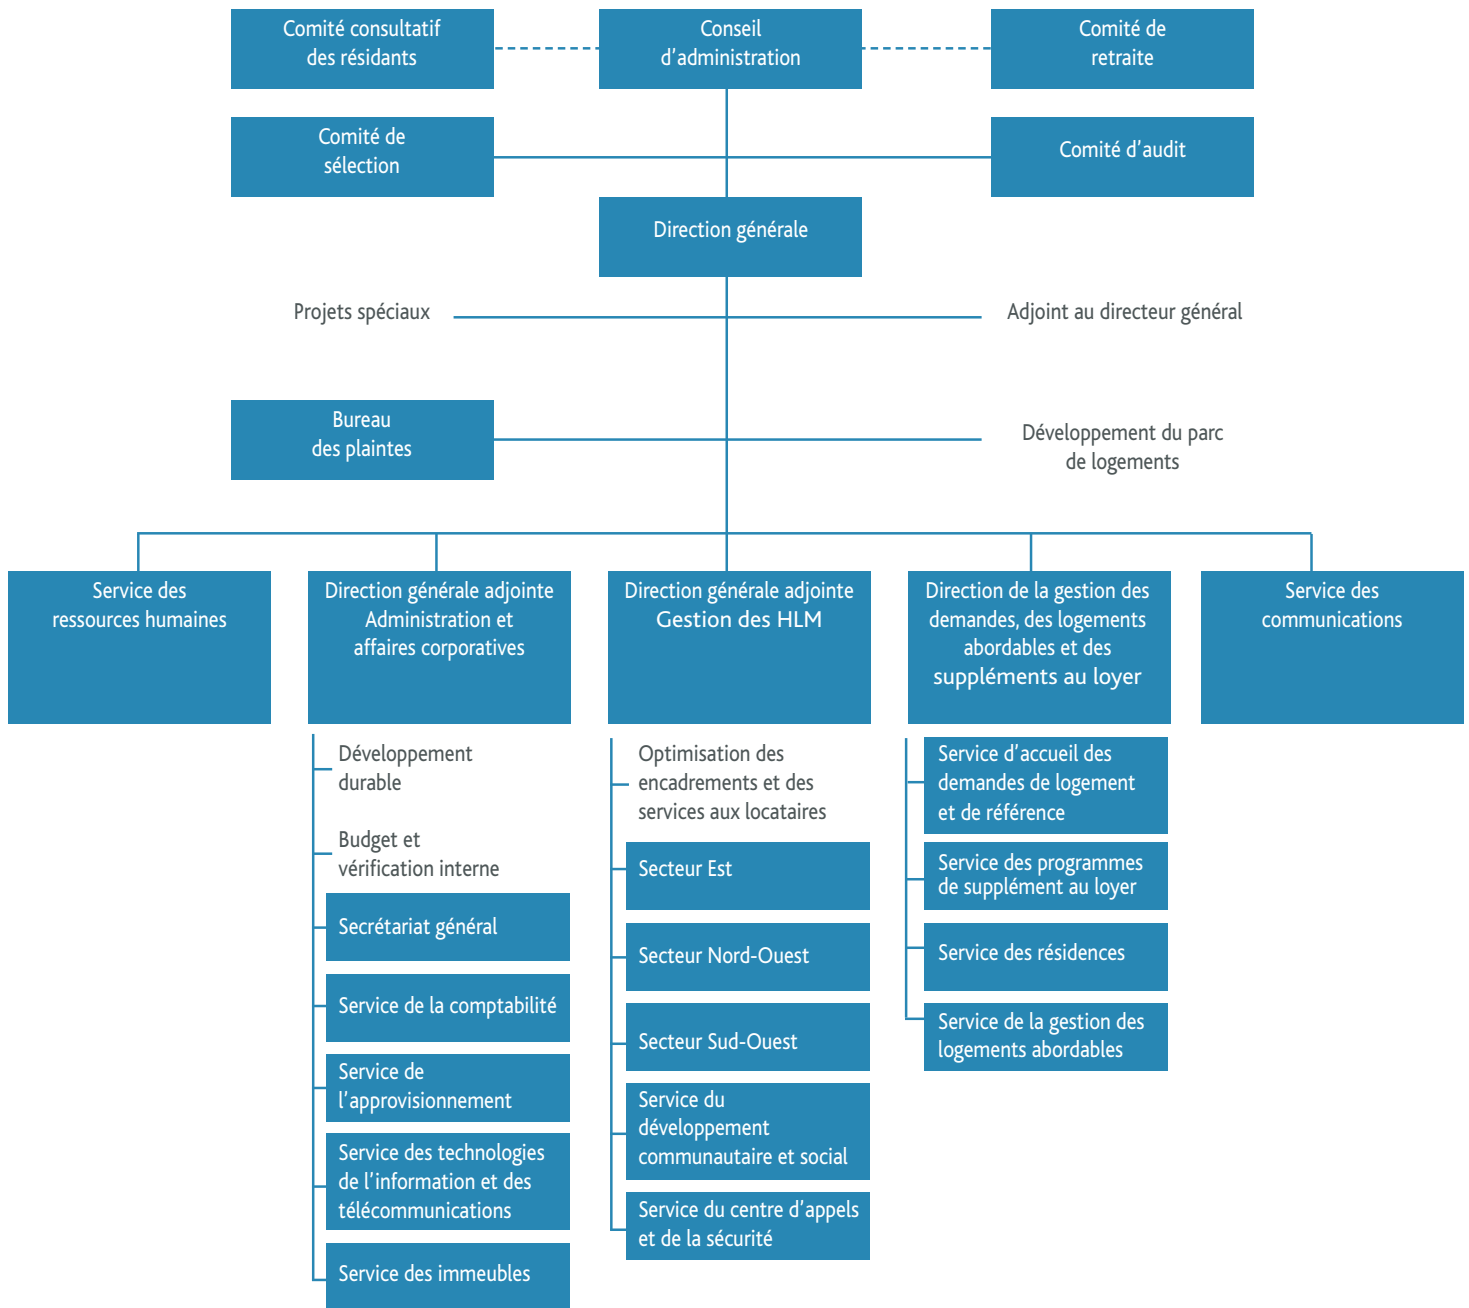 Comité consultatif
des résidants
Conseil
d’administration
Comité de
retraite
Comité de
sélection
Comité d’audit
Direction générale
Projets spéciaux
Adjoint au directeur général
Bureau
des plaintes
Développement du parc
de logements
Service des
ressources humaines
Direction générale adjointe
Administration et
affaires corporatives
Direction générale adjointe
Gestion des HLM
Direction de la gestion des
demandes, des logements
abordables et des
suppléments au loyer
Service des
communications
Développement
durable
Budget et
vérification interne
Secrétariat général
Service de la comptabilité
Service de
l’approvisionnement
Service des technologies
de l’information et des
télécommunications
Service des immeubles
Optimisation des
encadrements et des
services aux locataires
Secteur Est
Secteur Nord-Ouest
Secteur Sud-Ouest
Service du
développement
communautaire et social
Service du centre d’appels
et de la sécurité
Service d’accueil des
demandes de logement
et de référence
Service des programmes
de supplément au loyer
Service des résidences
Service de la gestion des
logements abordables